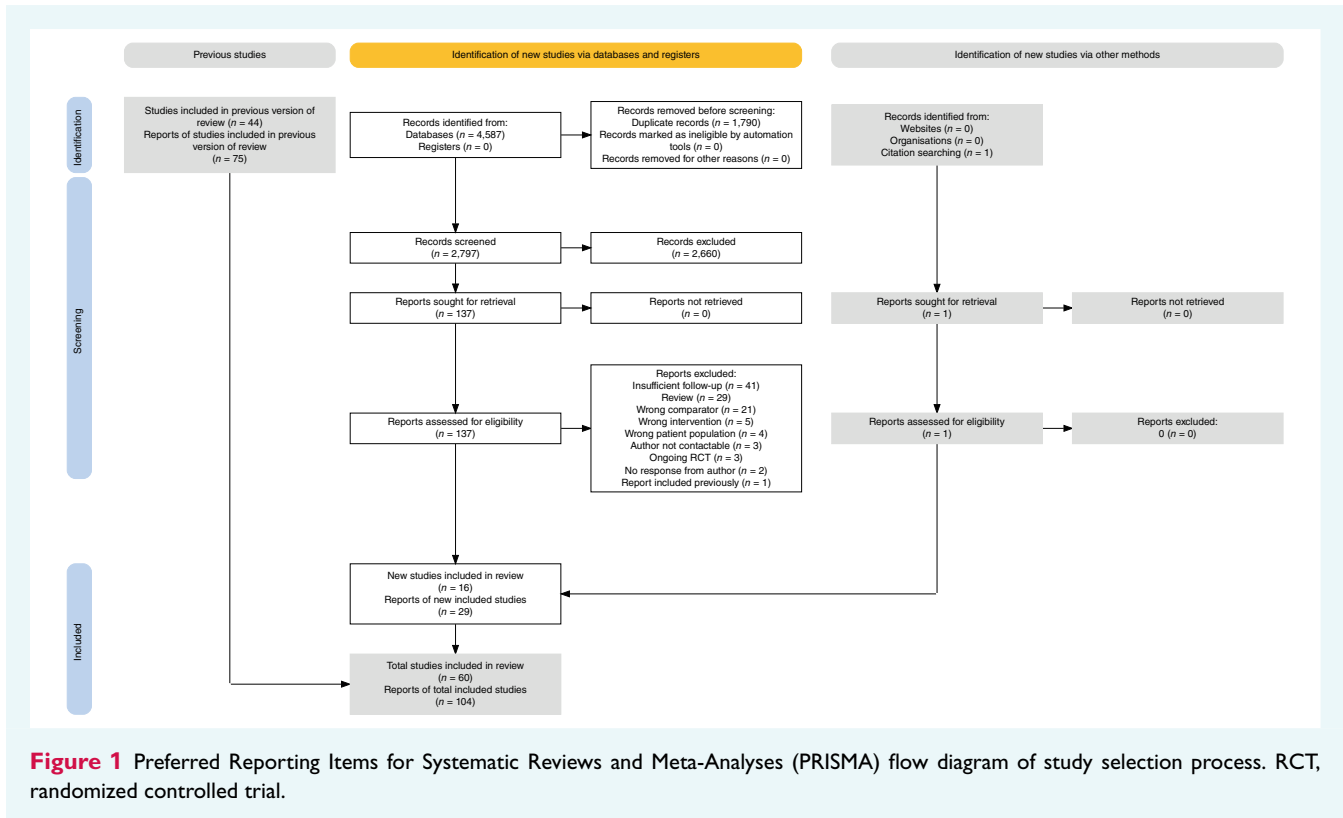 Previous studies
Identification of new studies via databases and registers
Identification of new studies via other methods
Identification
Studies included in previous version of
review (n = 44)
Reports of studies included in previous
version of review
(n = 75)
Records identified from:
Databases (n = 4,587)
Registers (n = 0)
Records removed before screening:
Duplicate records (n = 1,790)
Records marked as ineligible by automation
tools (n = 0)
Records removed for other reasons (n = 0)
Records identified from:
Websites (n = 0)
Organisations (n = 0)
Citation searching (n = 1)
Screening
Records screened
(n = 2,797)
Records excluded
(n = 2,660)
Reports sought for retrieval
(n = 137)
Reports not retrieved
(n = 0)
Reports sought for retrieval
(n = 1)
Reports not retrieved
(n = 0)
Reports assessed for eligibility
(n = 137)
Reports excluded:
Insufficient follow-up (n = 41)
Review (n = 29)
Wrong comparator (n = 21)
Wrong intervention (n = 5)
Wrong patient population (n = 4)
Author not contactable (n = 3)
Ongoing RCT (n = 3)
No response from author (n = 2)
Report included previously (n = 1)
Reports assessed for eligibility
(n = 1)
Reports excluded:
0 (n = 0)
Included
New studies included in review
(n = 16)
Reports of new included studies
(n = 29)
Total studies included in review
(n = 60)
Reports of total included studies
(n = 104)
Figure 1 Preferred Reporting Items for Systematic Reviews and Meta-Analyses (PRISMA) flow diagram of study selection process. RCT,
randomized controlled trial.